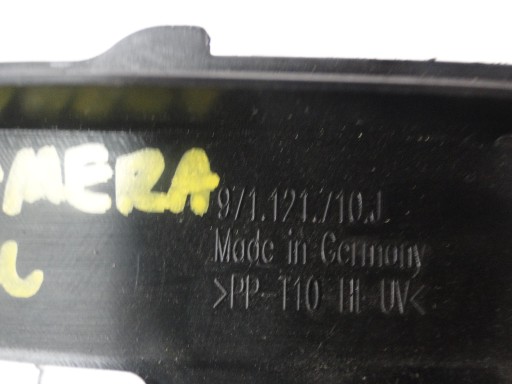 971.121.710.J
MERA
Made in Germany
L
>PP-T10 HI UV<